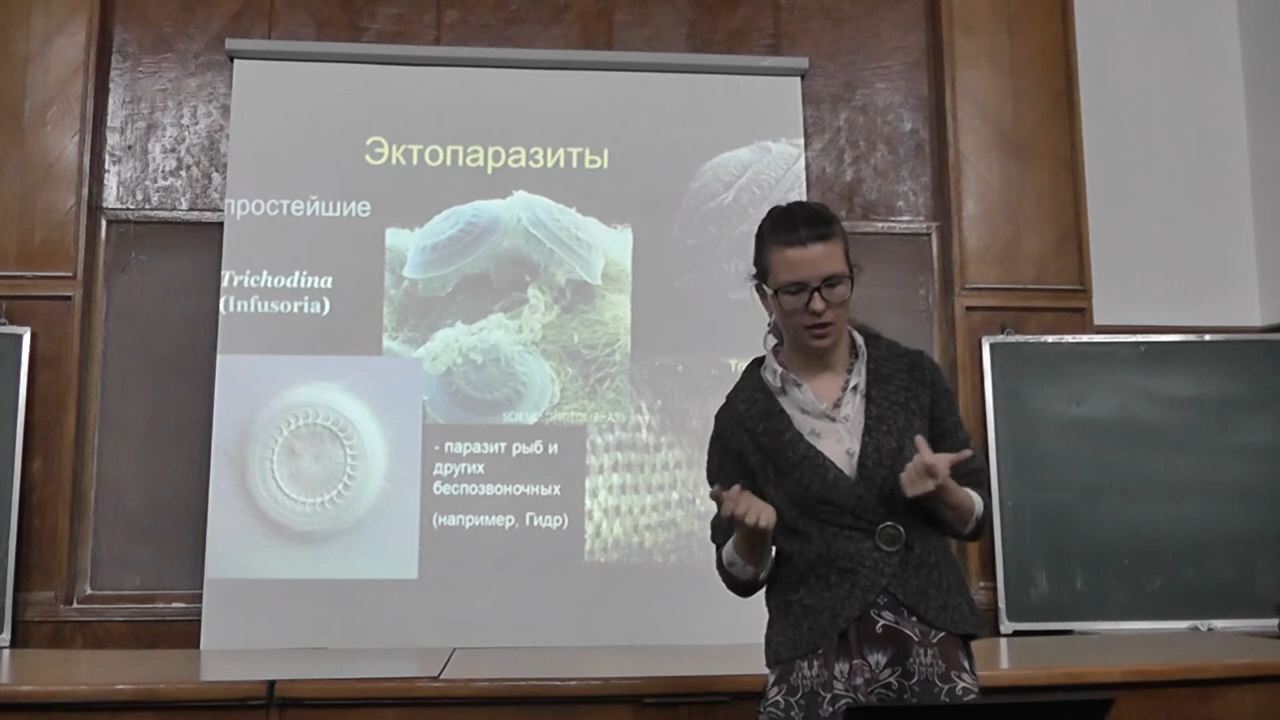 Эктопаразиты
простейшие
Trichodina
(Infusoria)
- паразит рыб и
других
беспозвоночных
(например, Гидр)